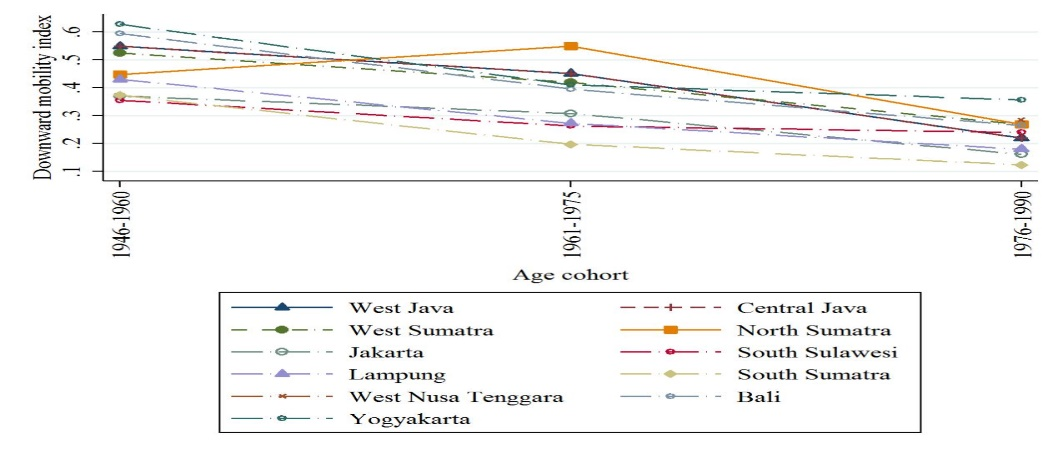 Downward mobility index
.6
.5
.4
.3
.2
.1
1946-1960
1961-1975
1976-1990
Age cohort
West Java
Central Java
West Sumatra
North Sumatra
Jakarta
South Sulawesi
Lampung
South Sumatra
West Nusa Tenggara
Bali
Yogyakarta